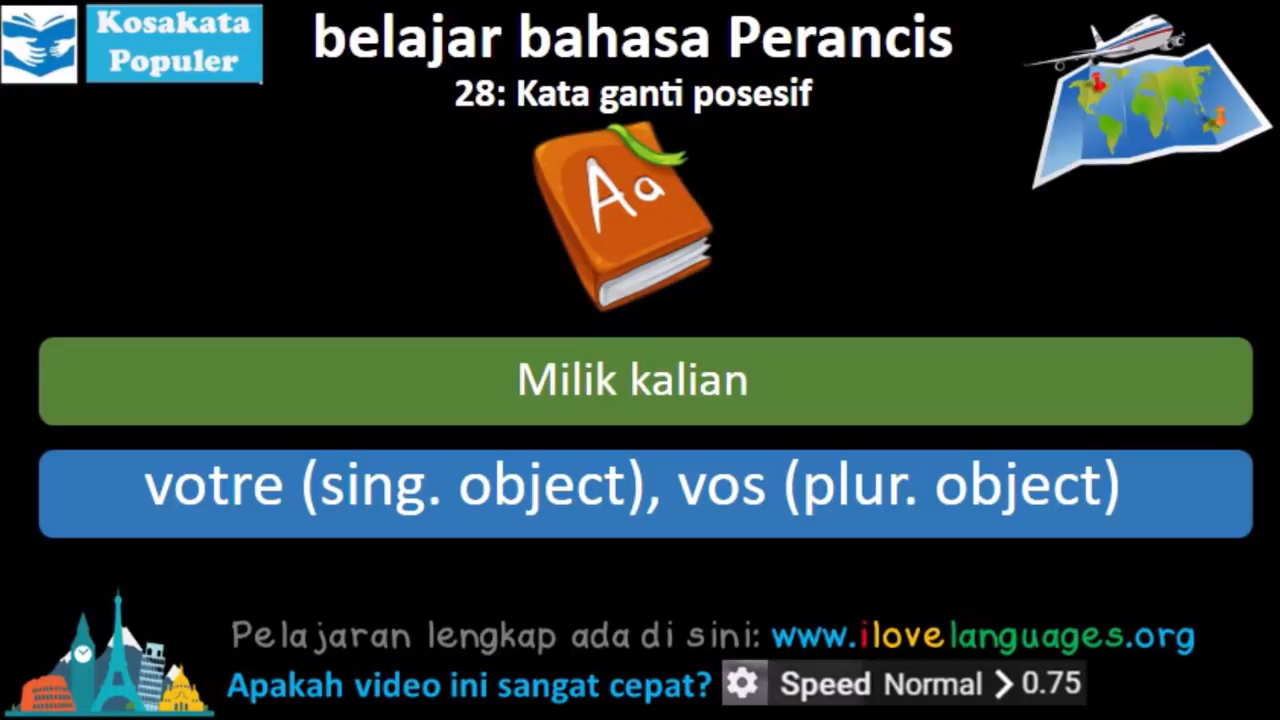 Kosakata
Populer
belajar bahasa Perancis
28: Kata ganti posesif
Aa
Milik kalian
votre (sing. object), vos (plur. object)
Pelajaran lengkap ada di sini: www.ilovelanguages.org
Apakah video ini sangat cepat? Speed Normal > 0.75